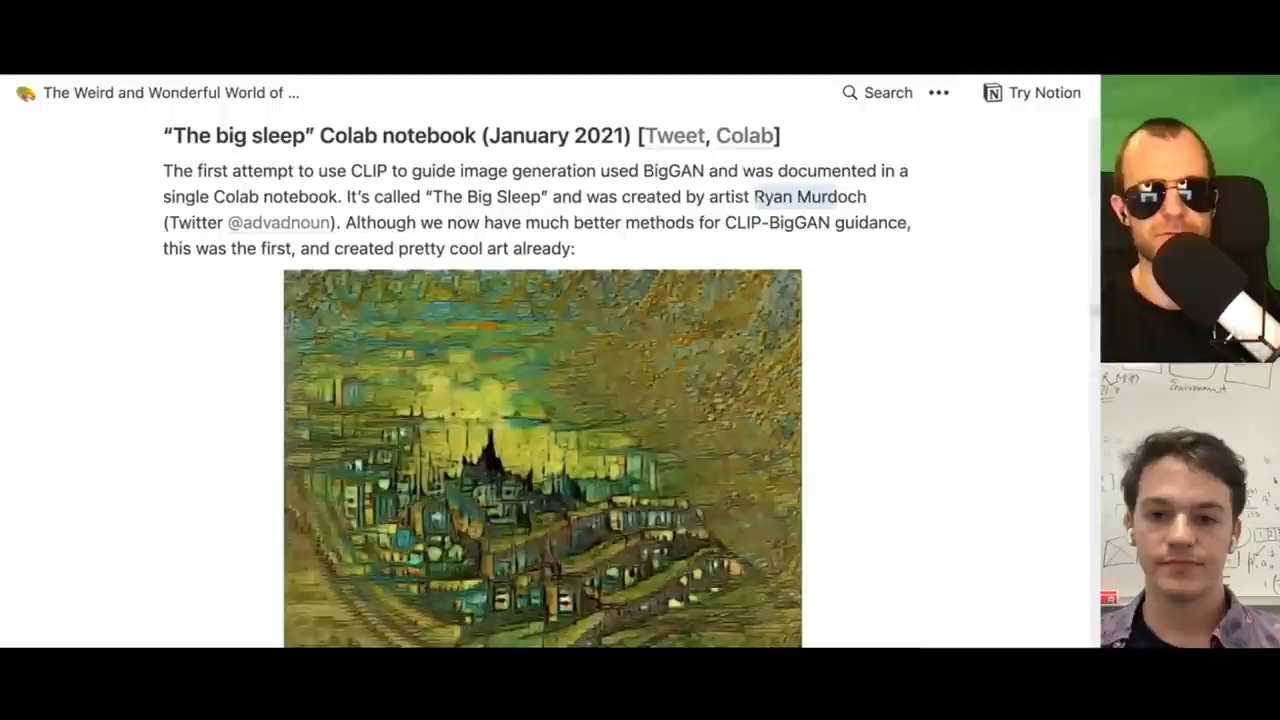 The Weird and Wonderful World of ...
Search
Try Notion
“The big sleep” Colab notebook (January 2021) [Tweet, Colab]
The first attempt to use CLIP to guide image generation used BigGAN and was documented in a
single Colab notebook. It’s called “The Big Sleep” and was created by artist Ryan Murdoch
(Twitter @advadnoun). Although we now have much better methods for CLIP-BigGAN guidance,
this was the first, and created pretty cool art already:
Environment